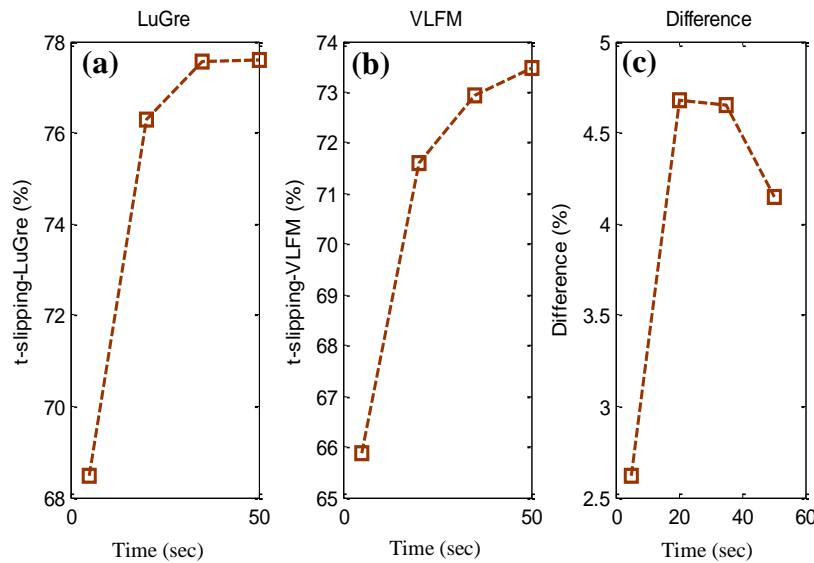 LuGre
(a)
t-slipping-LuGre (%)
78
76
74
72
70
68
0
50
Time (sec)
VLFM
(b)
t-slipping-VLFM (%)
74
73
72
71
70
69
68
67
66
65
0
50
Time (sec)
Difference
(c)
Difference (%)
5
4.5
4
3.5
3
2.5
0
20
40
60
Time (sec)